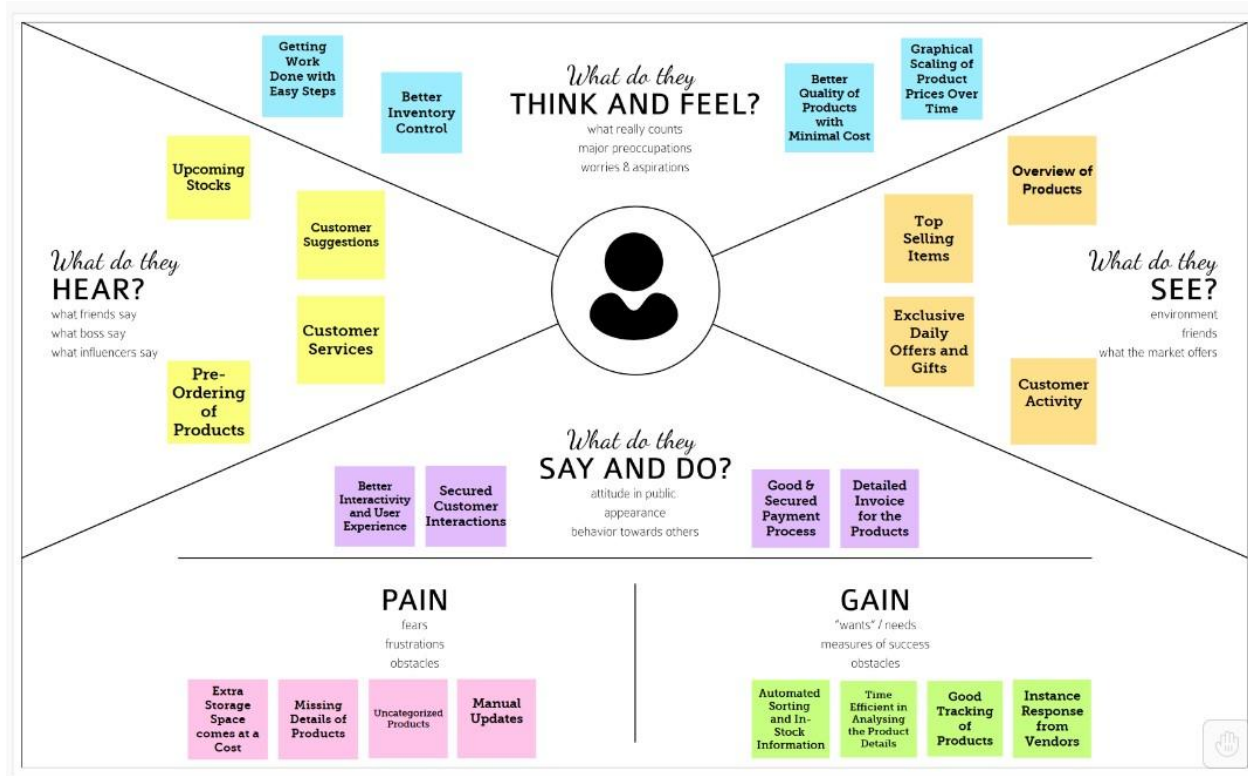 What do they
THINK AND FEEL?
what really counts
major preoccupations
worries & aspirations
Getting
Work
Done with
Easy Steps
Better
Inventory
Control
Better
Quality of
Products
with
Minimal Cost
Graphical
Scaling of
Product
Prices Over
Time
What do they
HEAR?
what friends say
what boss say
what influencers say
Upcoming
Stocks
Customer
Suggestions
Customer
Services
Pre-
Ordering
of
Products
What do they
SEE?
environment
friends
what the market offers
Overview of
Products
Top
Selling
Items
Exclusive
Daily
Offers and
Gifts
Customer
Activity
What do they
SAY AND DO?
attitude in public
appearance
behavior towards others
Better
Interactivity
and User
Experience
Secured
Customer
Interactions
Good &
Secured
Payment
Process
Detailed
Invoice
for the
Products
PAIN
fears
frustrations
obstacles
Extra
Storage
Space
comes at a
Cost
Missing
Details of
Products
Uncategorized
Products
Manual
Updates
GAIN
"wants" / needs
measures of success
obstacles
Automated
Sorting
and In-
Stock
Information
Time
Efficient in
Analysing
the Product
Details
Good
Tracking
of
Products
Instance
Response
from
Vendors